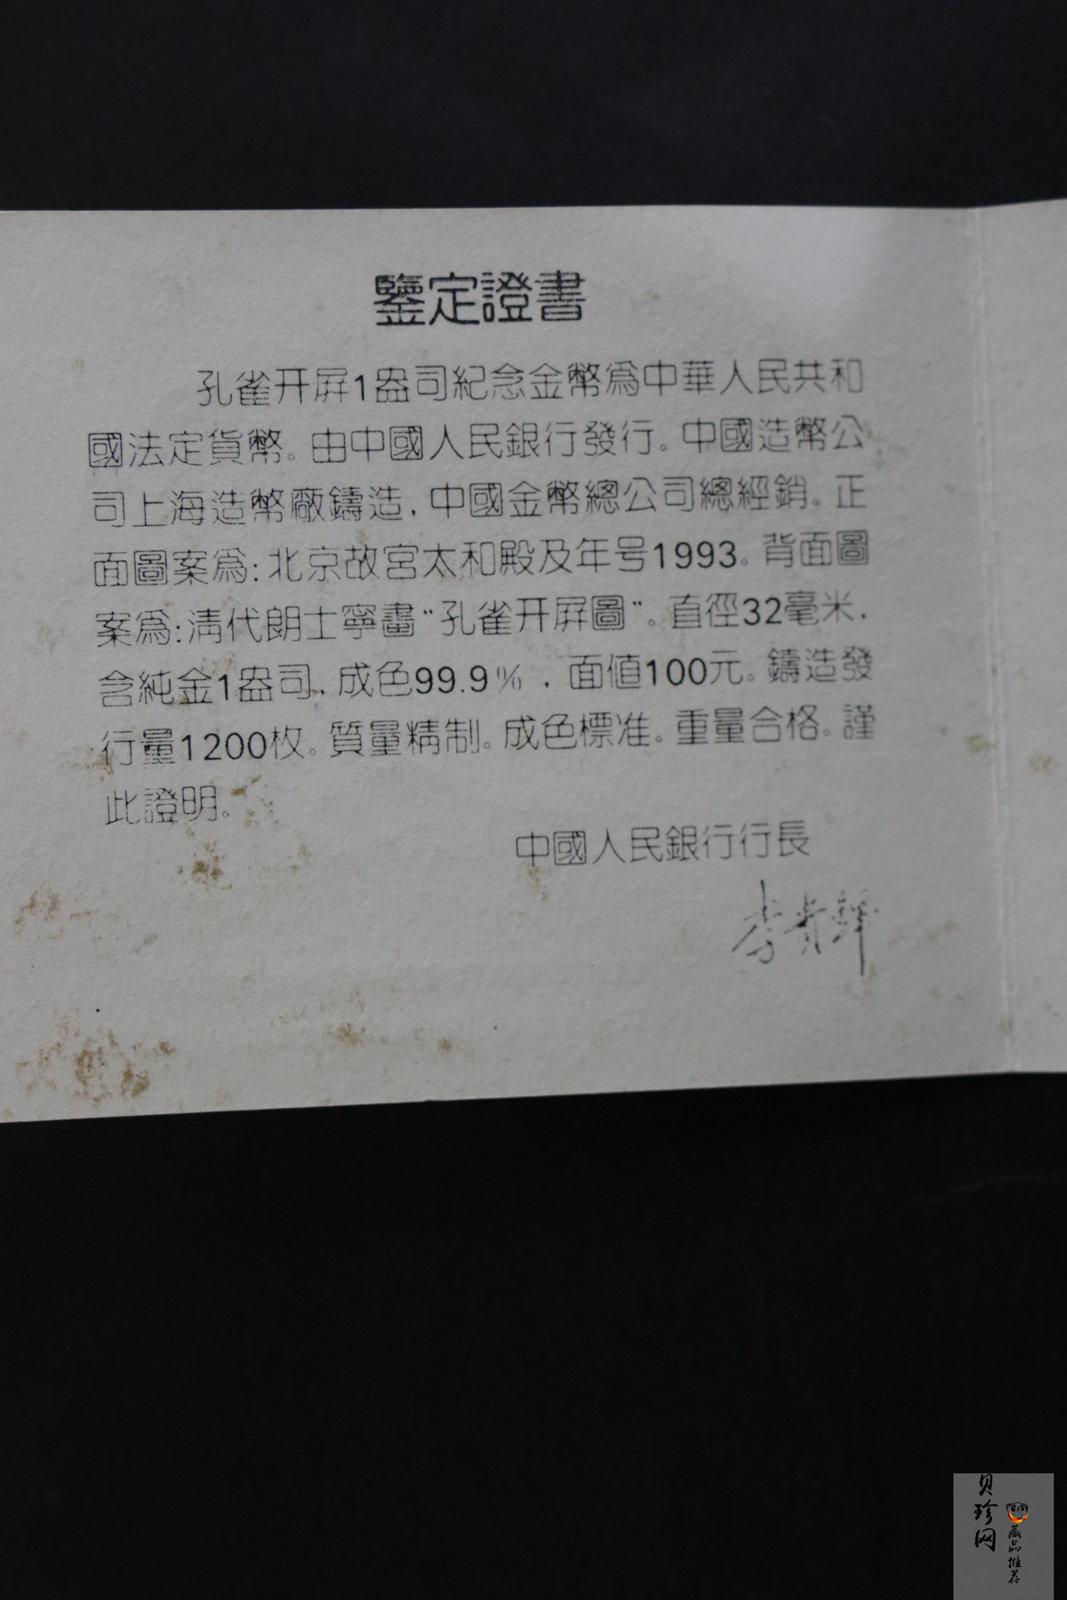 鑒定證書
孔雀开屏1盎司紀念金幣爲中華人民共和
國法定貨幣。由中國人民銀行發行。中國造幣公
司上海造幣廠鑄造，中國金幣總公司總經銷。正
面圖案爲：北京故宮太和殿及年号1993。背面圖
案爲：清代朗士寧畫“孔雀开屏圖”。直徑32毫米，
含純金1盎司，成色99.9%，面值100元。鑄造發
行量1200枚。質量精制。成色標准。重量合格。謹
此證明。
中國人民銀行行長
李貴鲜
贝珍网
藏品推荐